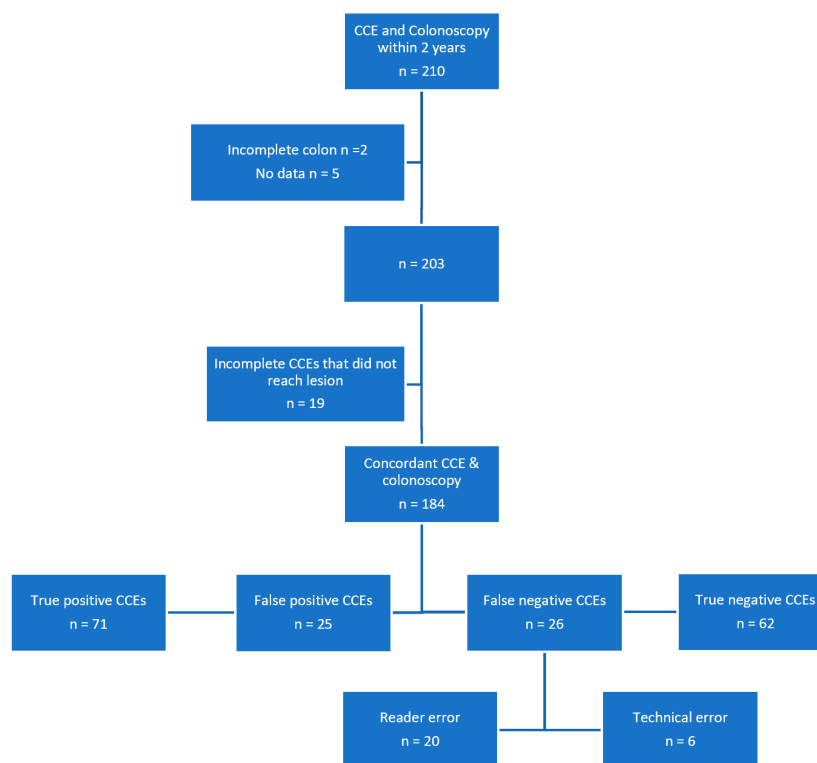 CCE and Colonoscopy
within 2 years
n = 210
Incomplete colon n =2
No data n = 5
n = 203
Incomplete CCEs that did not
reach lesion
n = 19
Concordant CCE &
colonoscopy
n = 184
True positive CCEs
n = 71
False positive CCEs
n = 25
False negative CCEs
n = 26
True negative CCEs
n = 62
Reader error
n = 20
Technical error
n = 6